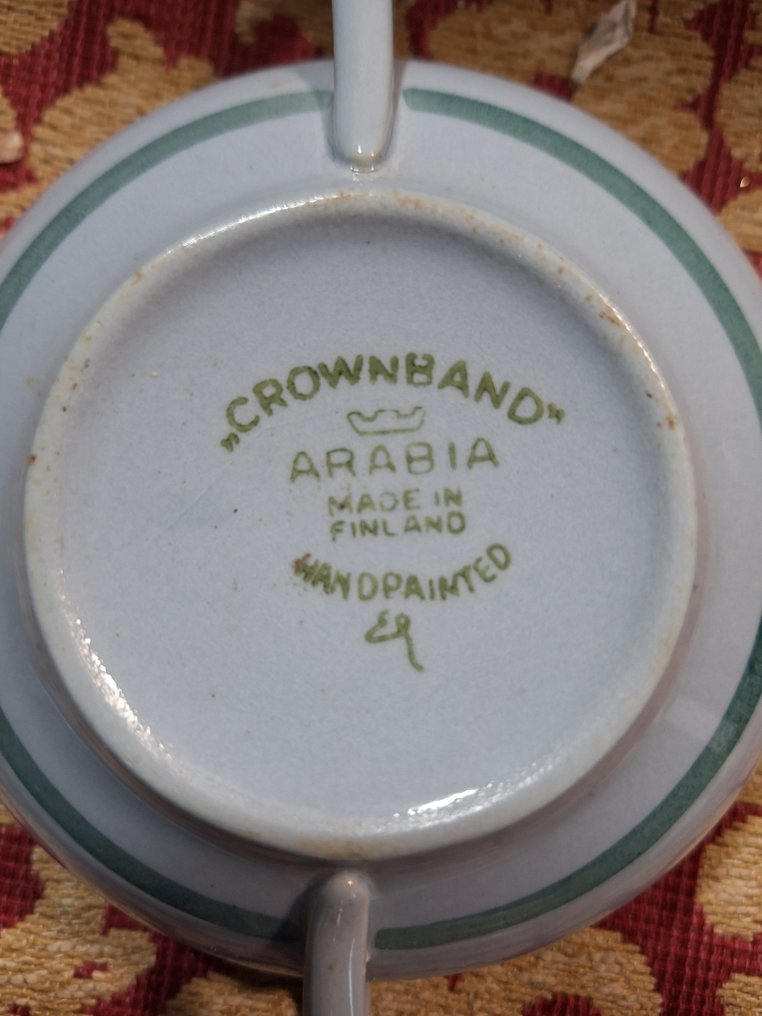 „CROWNBAND"
ARABIA
MADE IN
FINLAND
HANDPAINTED